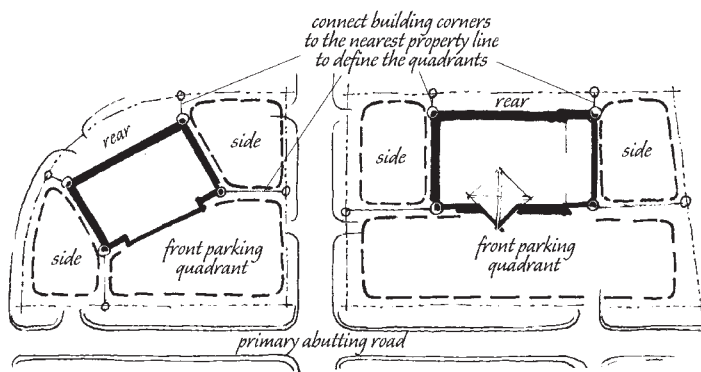 connect building corners
to the nearest property line
to define the quadrants
rear
side
side
front parking
quadrant
rear
side
side
front parking
quadrant
primary abutting road